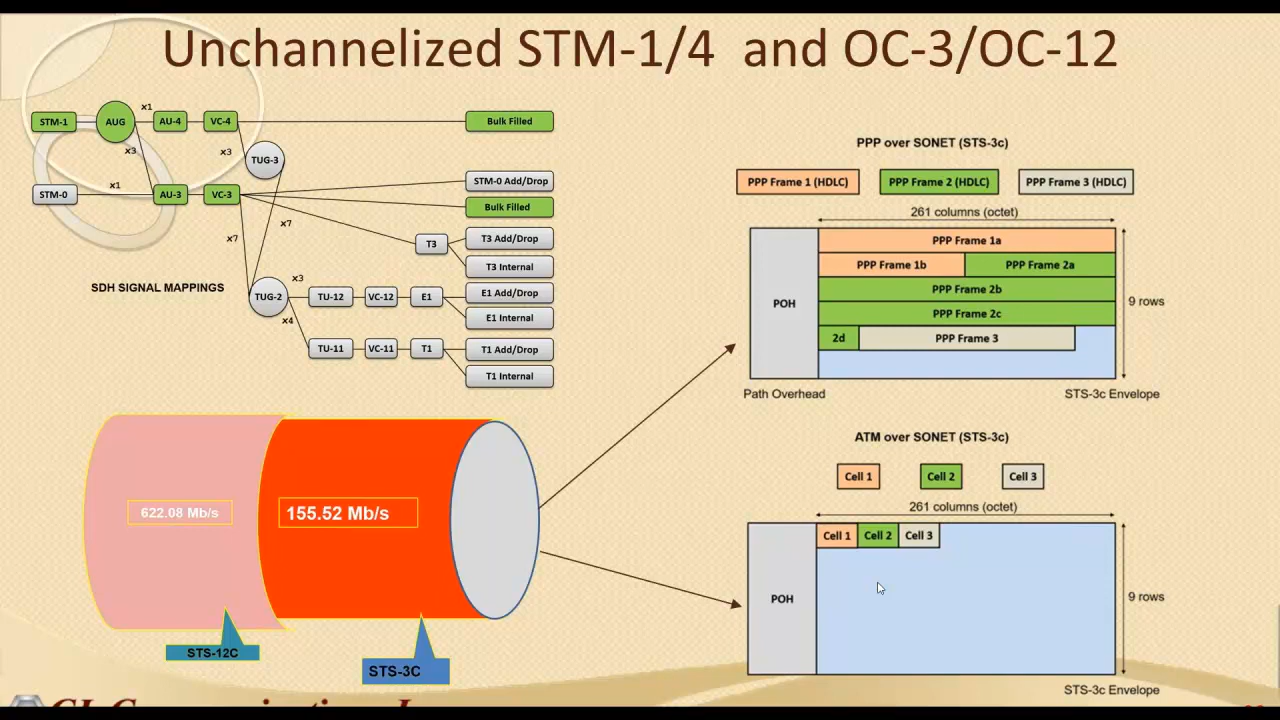 Unchannelized STM-1/4 and OC-3/OC-12
x1
STM-1
AUG
AU-4
VC-4
Bulk Filled
x3
x3
TUG-3
STM-0
x1
AU-3
VC-3
STM-0 Add/Drop
Bulk Filled
x7
x7
T3
T3 Add/Drop
T3 Internal
SDH SIGNAL MAPPINGS
TUG-2
x3
x4
TU-12
VC-12
E1
E1 Add/Drop
E1 Internal
TU-11
VC-11
T1
T1 Add/Drop
T1 Internal
622.08 Mb/s
155.52 Mb/s
STS-12C
STS-3C
PPP over SONET (STS-3c)
PPP Frame 1 (HDLC)
PPP Frame 2 (HDLC)
PPP Frame 3 (HDLC)
261 columns (octet)
POH
PPP Frame 1a
PPP Frame 1b
PPP Frame 2a
PPP Frame 2b
PPP Frame 2c
2d
PPP Frame 3
9 rows
Path Overhead
STS-3c Envelope
ATM over SONET (STS-3c)
Cell 1
Cell 2
Cell 3
261 columns (octet)
POH
Cell 1
Cell 2
Cell 3
9 rows
STS-3c Envelope